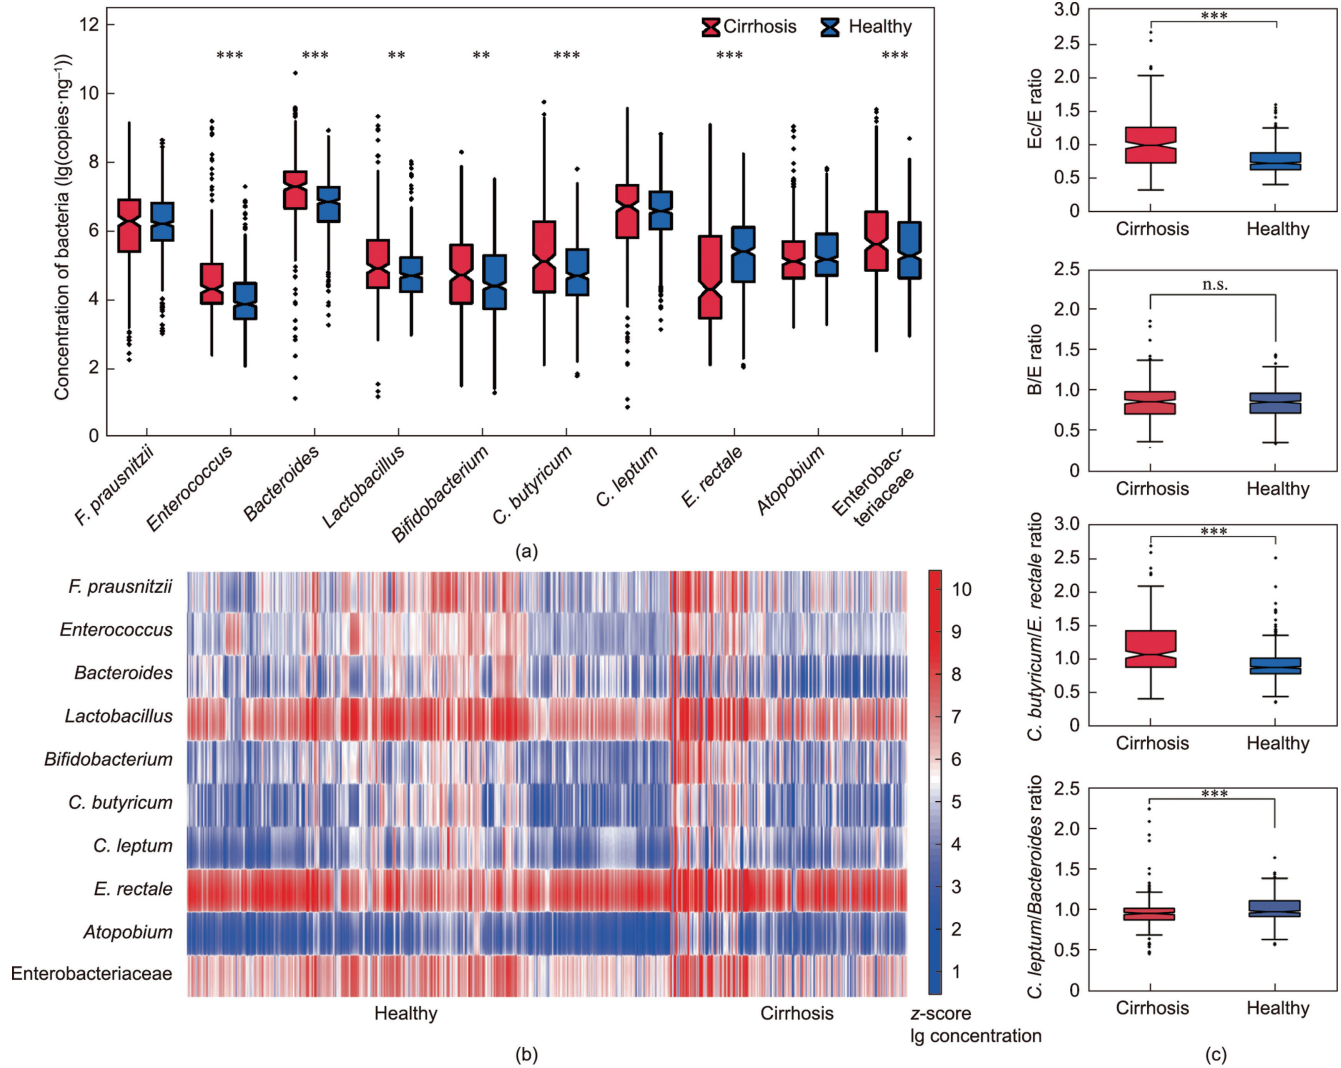 Concentration of bacteria (lg(copies·ng⁻¹))
12
10
8
6
4
2
0
Cirrhosis
Healthy
***
***
**
**
***
***
***
F. prausnitzii
Enterococcus
Bacteroides
Lactobacillus
Bifidobacterium
C. butyricum
C. leptum
E. rectale
Atopobium
Enterobac-
teriaceae
(a)
F. prausnitzii
Enterococcus
Bacteroides
Lactobacillus
Bifidobacterium
C. butyricum
C. leptum
E. rectale
Atopobium
Enterobacteriaceae
Healthy
Cirrhosis
10
9
8
7
6
5
4
3
2
1
z-score
lg concentration
(b)
Ec/E ratio
3.0
2.5
2.0
1.5
1.0
0.5
0
***
Cirrhosis
Healthy
B/E ratio
2.5
2.0
1.5
1.0
0.5
0
n.s.
Cirrhosis
Healthy
C. butyricum/E. rectale ratio
3.0
2.5
2.0
1.5
1.0
0.5
0
***
Cirrhosis
Healthy
C. leptum/Bacteroides ratio
2.5
2.0
1.5
1.0
0.5
0
***
Cirrhosis
Healthy
(c)